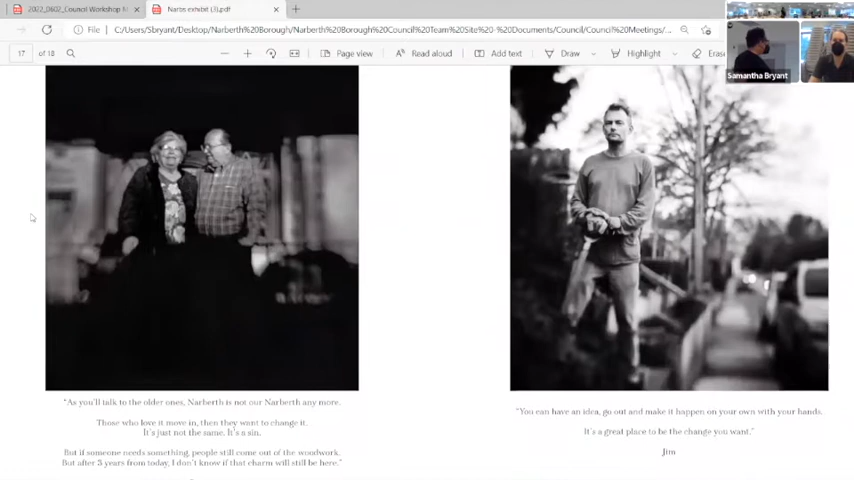 2022_0602_Council Workshop M
Narbs exhibit (3).pdf
File
C:/Users/Sbryant/Desktop/Narberth%20Borough/Narberth%20Borough%20Council%20Team%20Site%20-%20Documents/Council/Council%20Meetings/...
17 of 18
Page view
Read aloud
Add text
Draw
Highlight
Erase
Samantha Bryant
“As you’ll talk to the older ones, Narberth is not our Narberth any more.
Those who love it move in, then they want to change it.
It’s just not the same. It’s a sin.
But if someone needs something, people still come out of the woodwork.
But after 3 years from today, I don’t know if that charm will still be here.”
“You can have an idea, go out and make it happen on your own with your hands.
It’s a great place to be the change you want.”
Jim